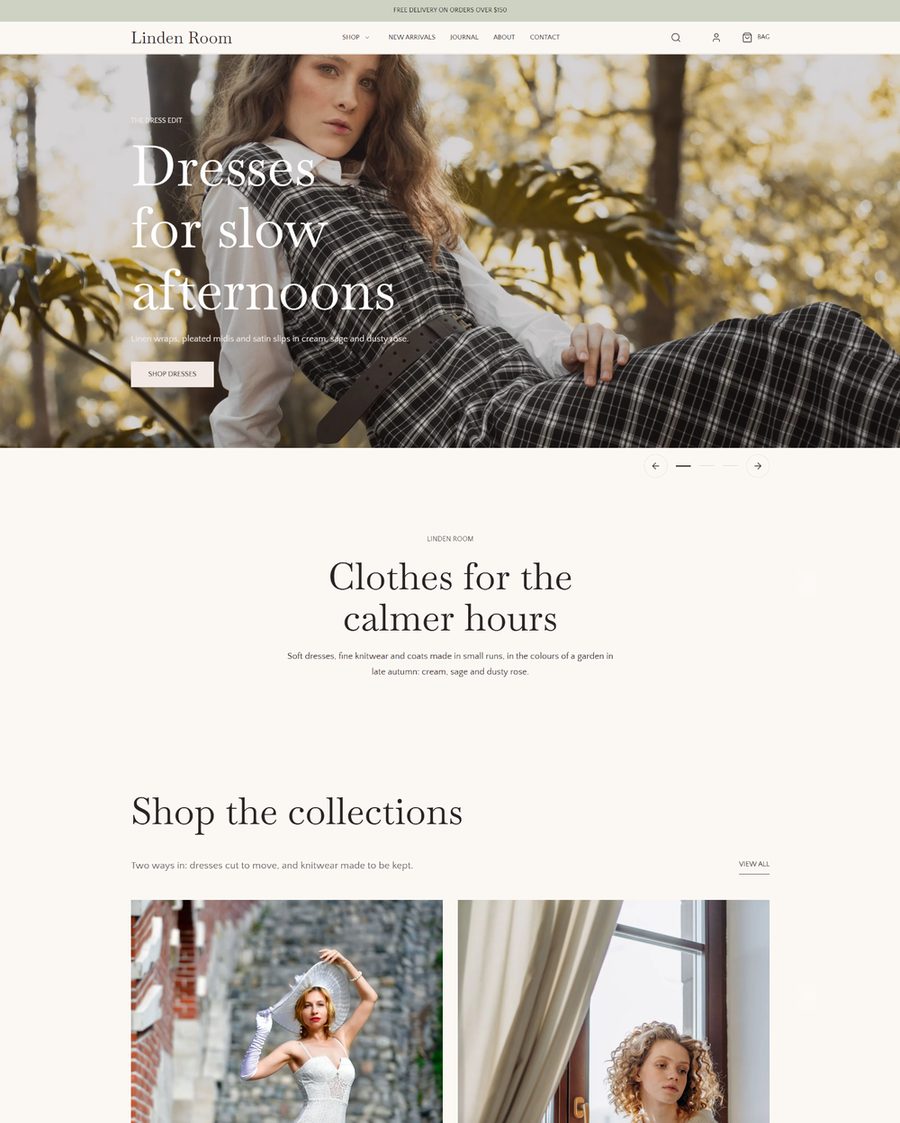 FREE DELIVERY ON ORDERS OVER $150
Linden Room
SHOP
NEW ARRIVALS
JOURNAL
ABOUT
CONTACT
BAG
THE DRESS EDIT
Dresses
for slow
afternoons
Linen wraps, pleated midis and satin slips in cream, sage and dusty rose.
SHOP DRESSES
LINDEN ROOM
Clothes for the
calmer hours
Soft dresses, fine knitwear and coats made in small runs, in the colours of a garden in
late autumn: cream, sage and dusty rose.
Shop the collections
Two ways in: dresses cut to move, and knitwear made to be kept.
VIEW ALL